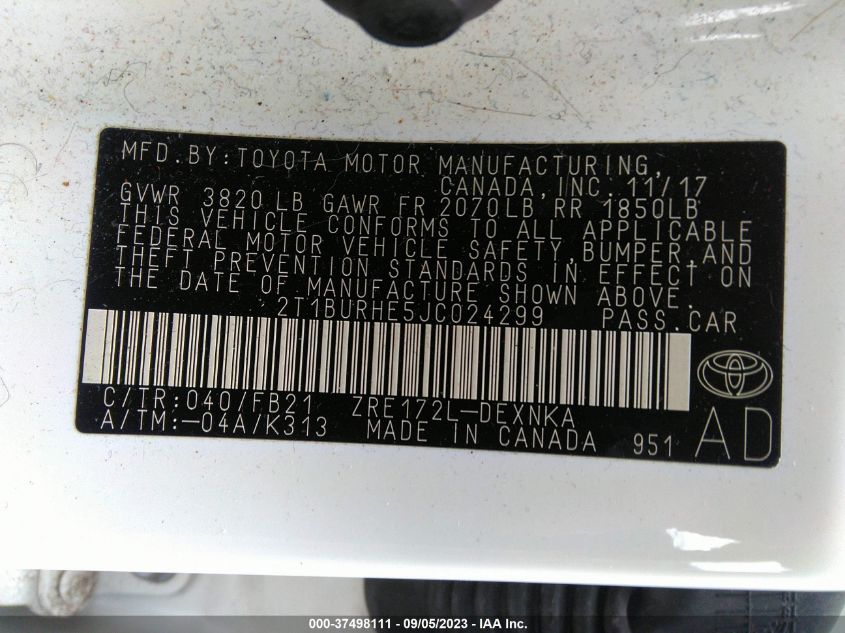 MFD.BY:TOYOTA MOTOR MANUFACTURING,
CANADA,INC. 11/17
GVWR 3820 LB GAWR FR 2070LB RR 1850LB
THIS VEHICLE CONFORMS TO ALL APPLICABLE
FEDERAL MOTOR VEHICLE SAFETY,BUMPER,AND
THEFT PREVENTION STANDARDS IN EFFECT ON
THE DATE OF MANUFACTURE SHOWN ABOVE.
2T1BURHE5JC024299 PASS.CAR
C/TR:040/FB21 ZRE172L-DEXNKA
A/TM:-04A/K313 MADE IN CANADA 951
AD
000-37498111 - 09/05/2023 - IAA Inc.